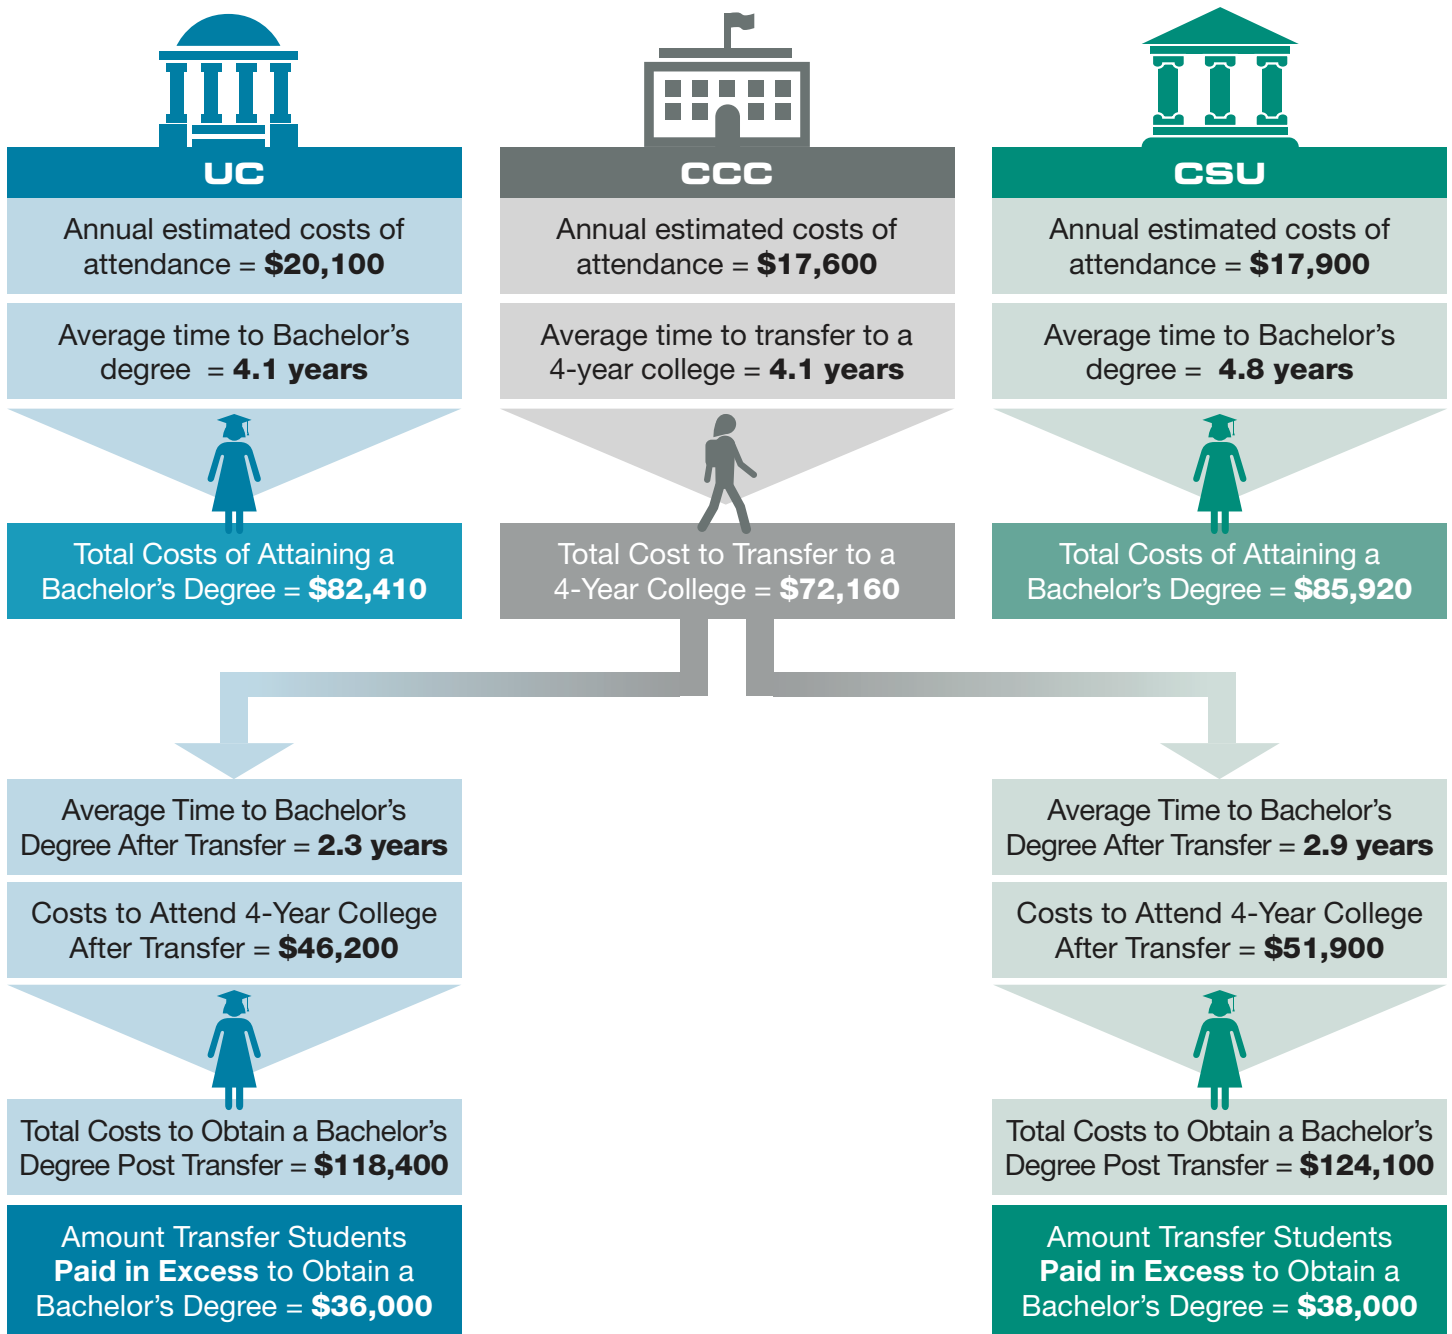 UC
Annual estimated costs of
attendance = $20,100
Average time to Bachelor’s
degree = 4.1 years
Total Costs of Attaining a
Bachelor’s Degree = $82,410
CCC
Annual estimated costs of
attendance = $17,600
Average time to transfer to a
4-year college = 4.1 years
Total Cost to Transfer to a
4-Year College = $72,160
CSU
Annual estimated costs of
attendance = $17,900
Average time to Bachelor’s
degree = 4.8 years
Total Costs of Attaining a
Bachelor’s Degree = $85,920
Average Time to Bachelor’s
Degree After Transfer = 2.3 years
Costs to Attend 4-Year College
After Transfer = $46,200
Total Costs to Obtain a Bachelor’s
Degree Post Transfer = $118,400
Amount Transfer Students
Paid in Excess to Obtain a
Bachelor’s Degree = $36,000
Average Time to Bachelor’s
Degree After Transfer = 2.9 years
Costs to Attend 4-Year College
After Transfer = $51,900
Total Costs to Obtain a Bachelor’s
Degree Post Transfer = $124,100
Amount Transfer Students
Paid in Excess to Obtain a
Bachelor’s Degree = $38,000